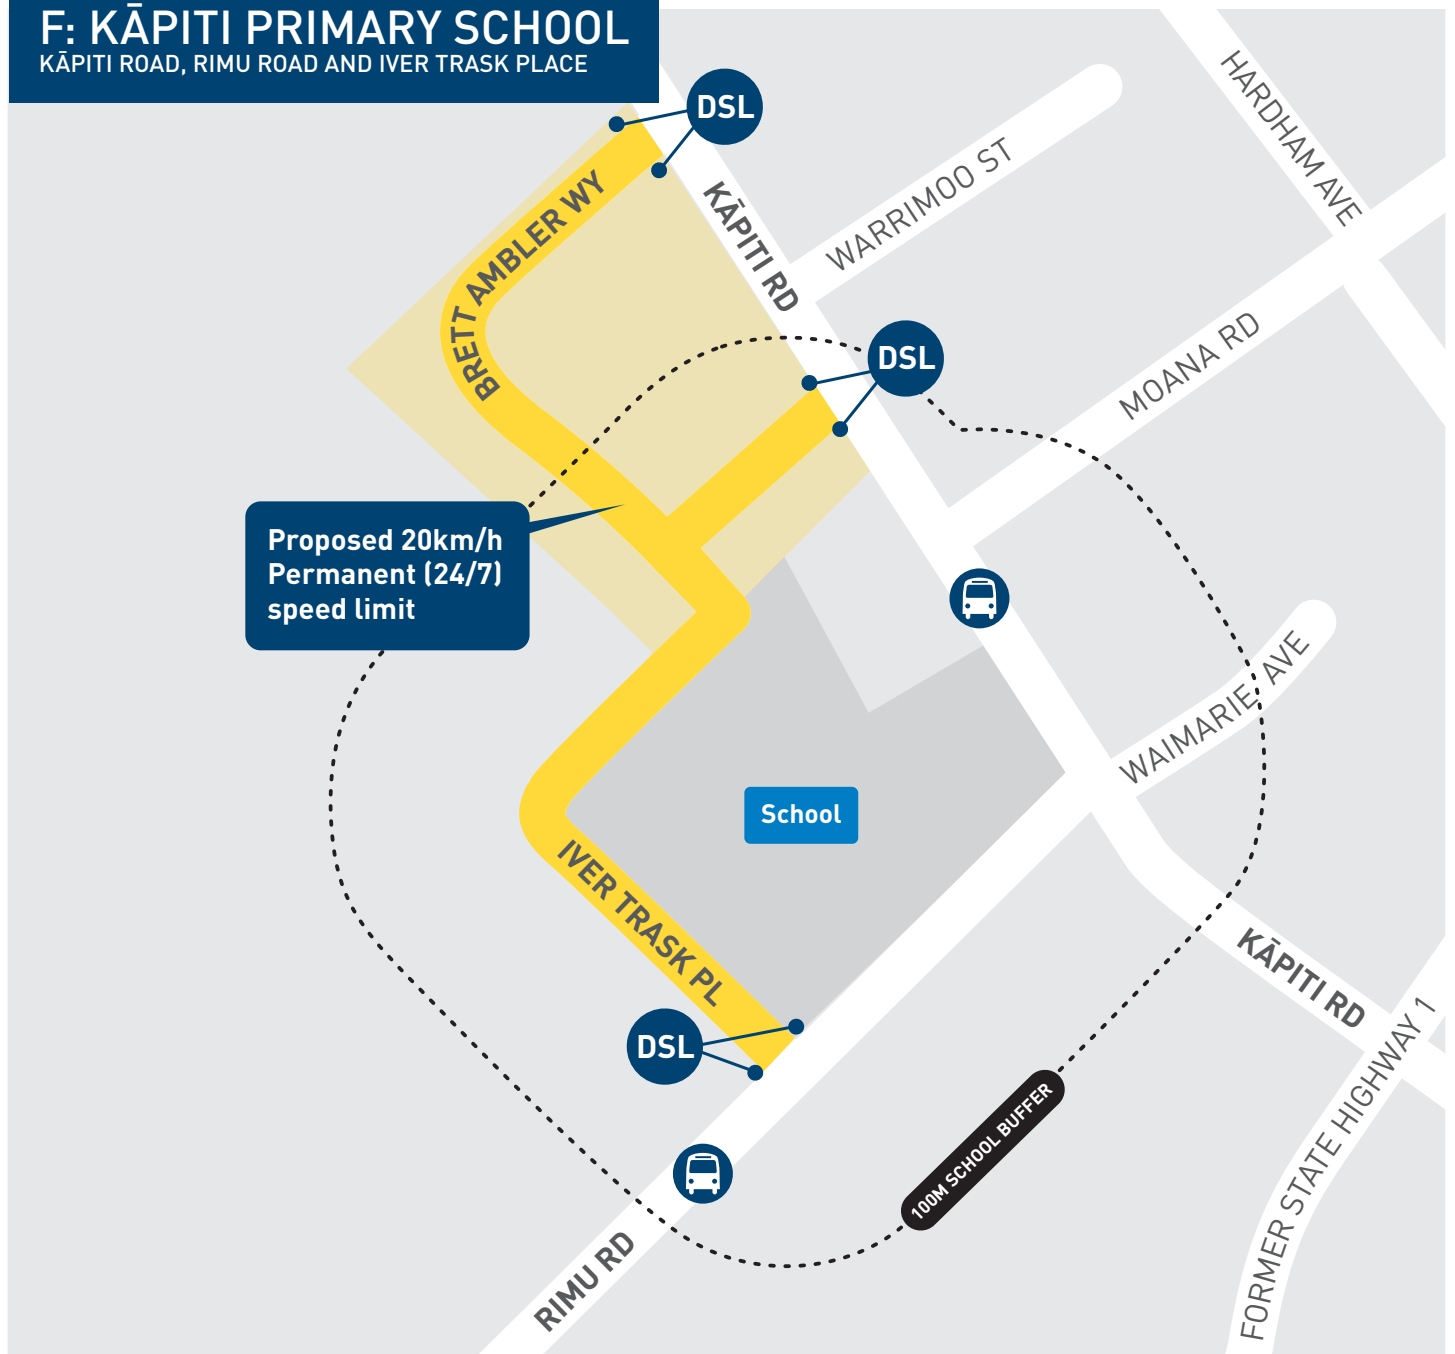 F: KĀPITI PRIMARY SCHOOL
KĀPITI ROAD, RIMU ROAD AND IVER TRASK PLACE
DSL
HARDHAM AVE
WARRIMOO ST
BRETT AMBLER WY
KĀPITI RD
DSL
MOANA RD
Proposed 20km/h
Permanent (24/7)
speed limit
WAIMARIE AVE
School
IVER TRASK PL
KĀPITI RD
DSL
FORMER STATE HIGHWAY 1
100M SCHOOL BUFFER
RIMU RD